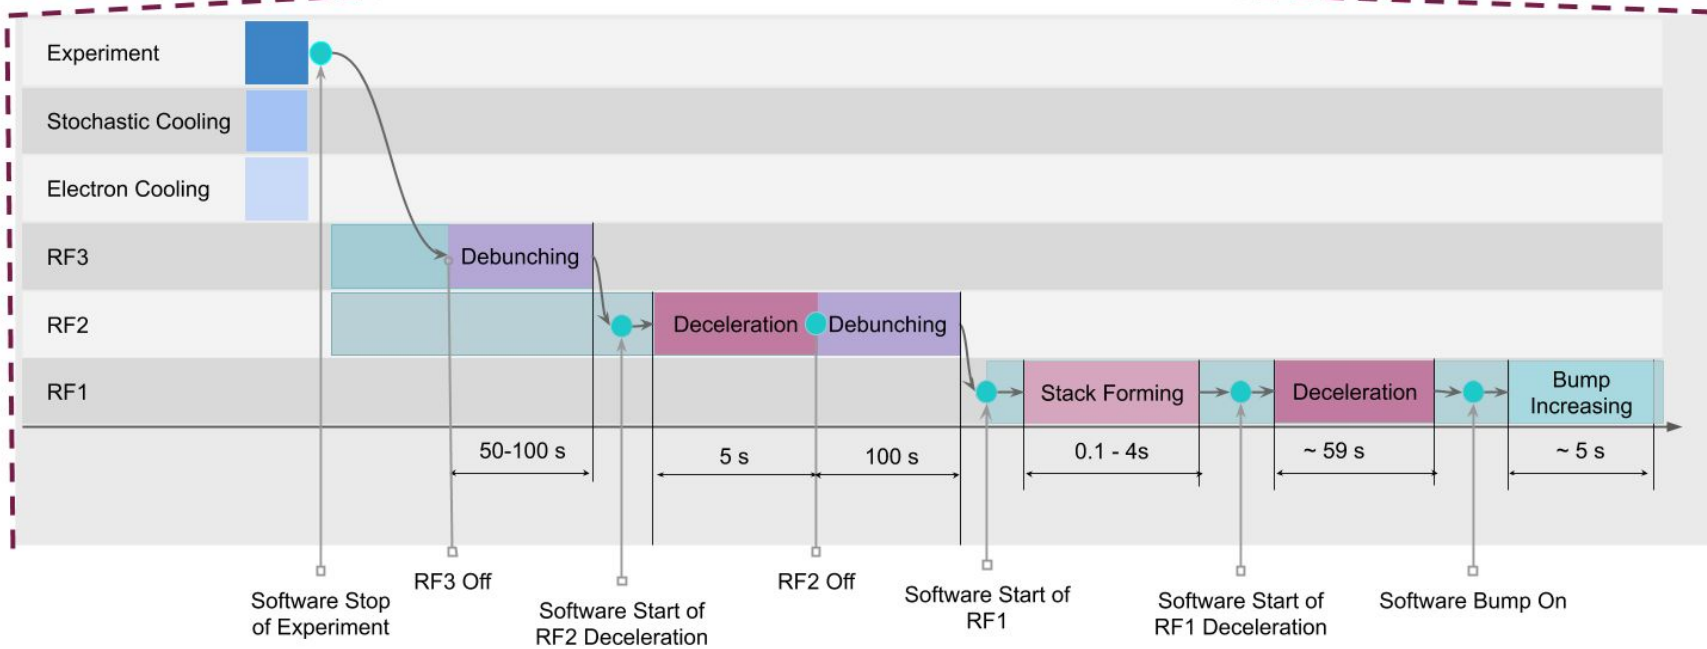 Experiment
Stochastic Cooling
Electron Cooling
RF3
Debunching
RF2
Deceleration
Debunching
RF1
Stack Forming
Deceleration
Bump
Increasing
50-100 s
5 s
100 s
0.1 - 4s
~ 59 s
~ 5 s
Software Stop
of Experiment
RF3 Off
Software Start of
RF2 Deceleration
RF2 Off
Software Start of
RF1
Software Start of
RF1 Deceleration
Software Bump On